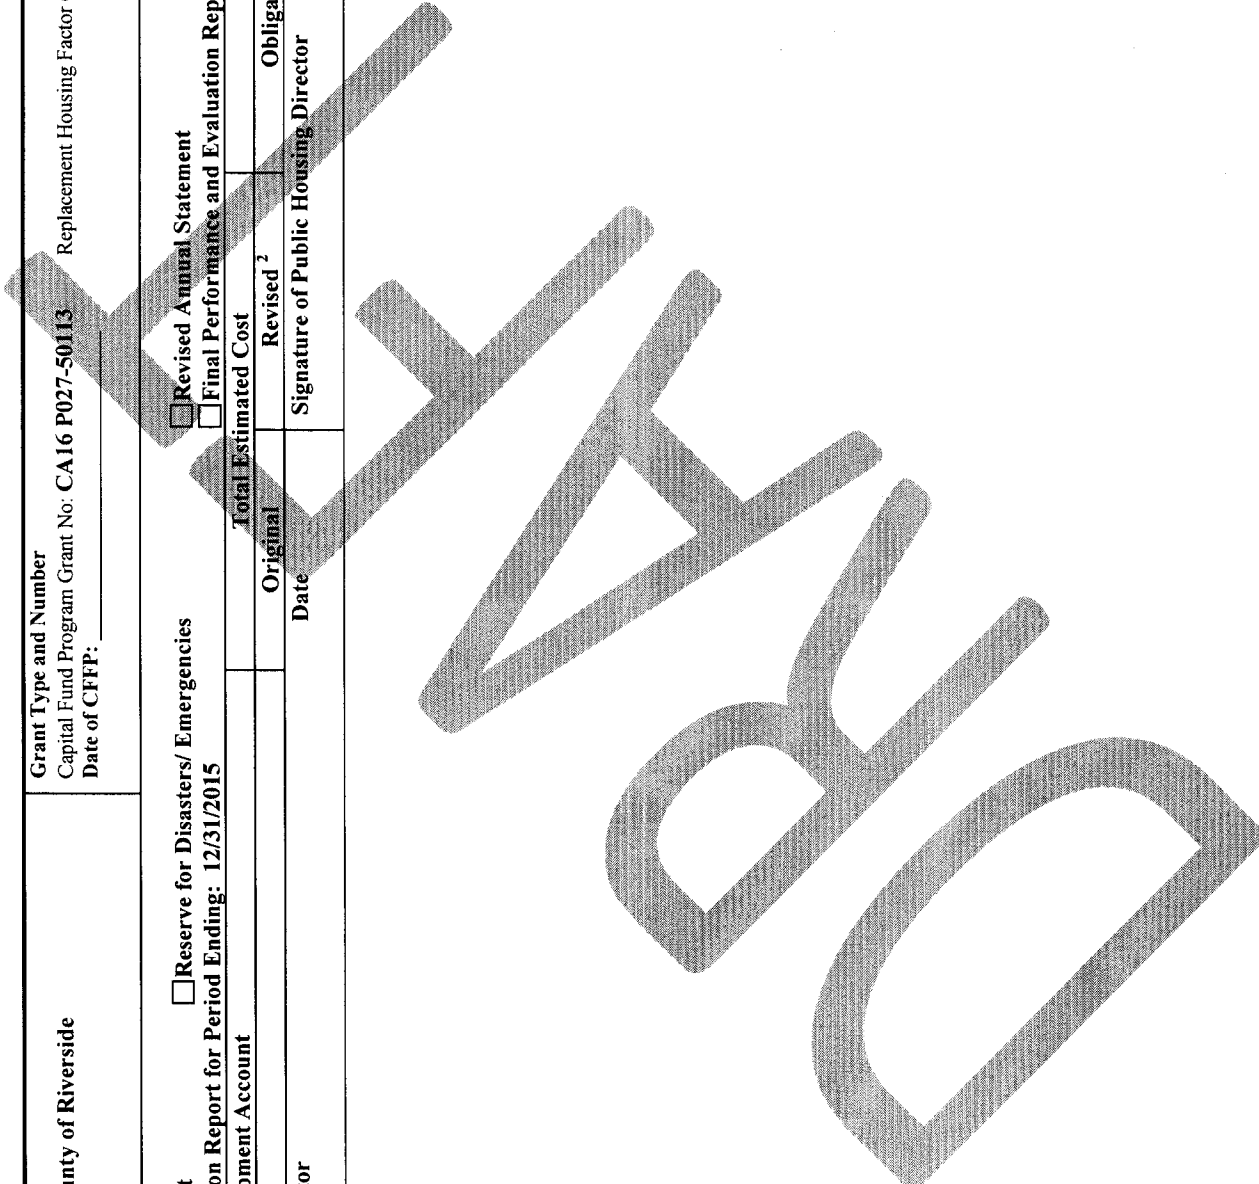 Grant Type and Number
unty of Riverside Capital Fund Program Grant No: CA16 P027-50113 Replacement Housing Factor
Date of CFFP:
t Reserve for Disasters/ Emergencies Revised Annual Statement
on Report for Period Ending: 12/31/2015 Final Performance and Evaluation Rep
pment Account Total Estimated Cost
Original Revised 2 Obliga
or Date Signature of Public Housing Director
DRAFT